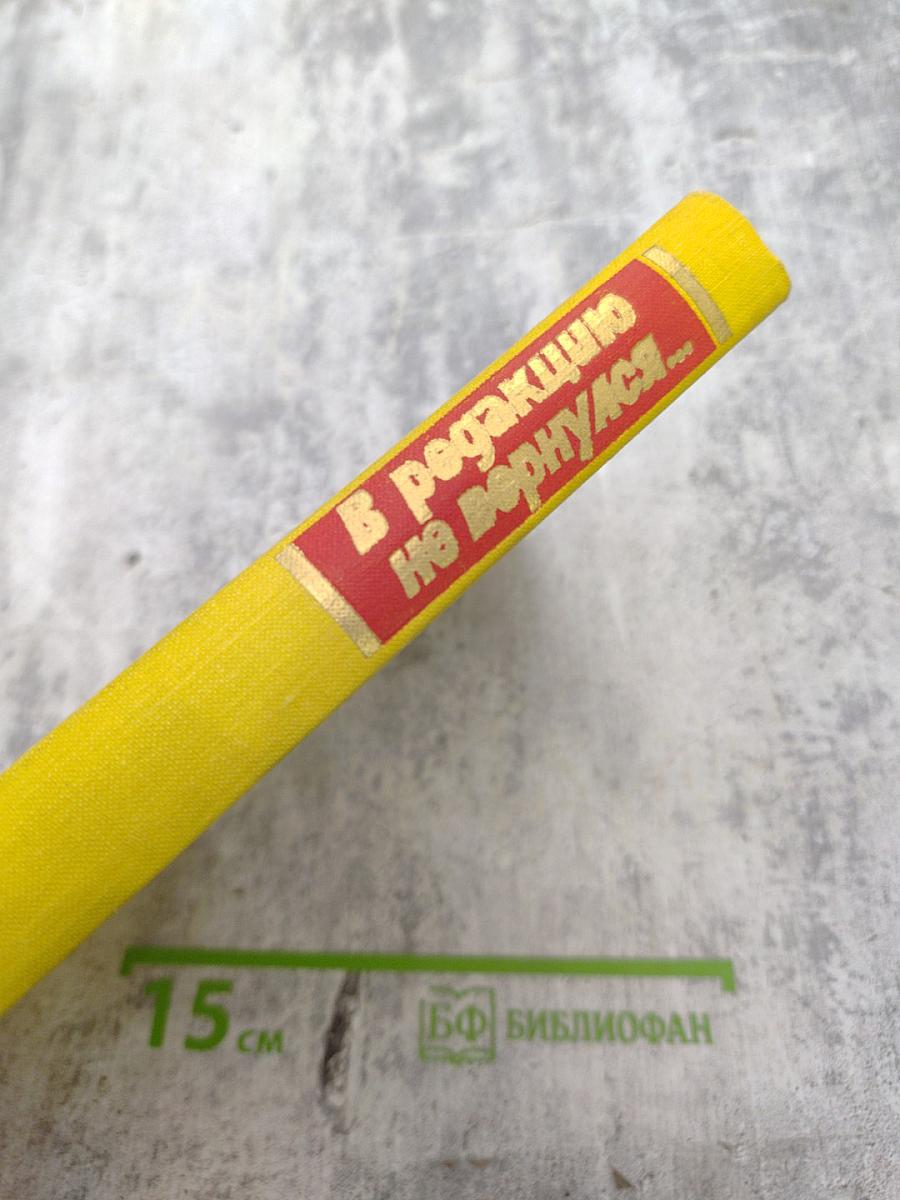 В редакцию
не вернулся...
15 см
БФ БИБЛИОФАН